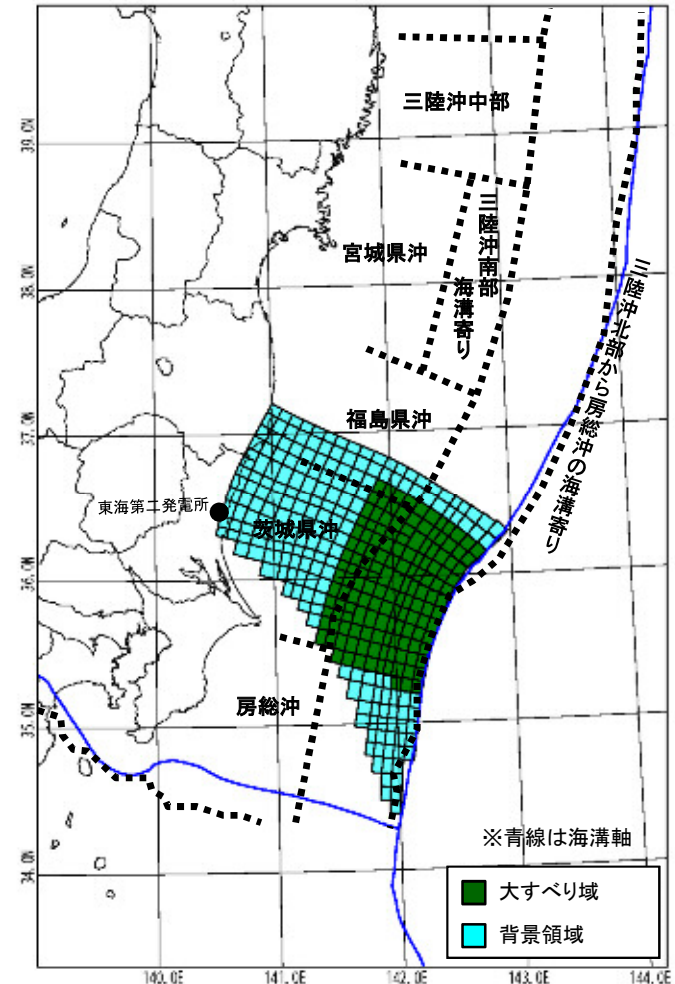 三陸沖中部
39.0N
三陸沖南部
海溝寄り
宮城県沖
38.0N
三陸沖北部から房総沖の海溝寄り
福島県沖
37.0N
東海第二発電所
茨城県沖
36.0N
房総沖
35.0N
※青線は海溝軸
34.0N
大すべり域
背景領域
140.0E
141.0E
142.0E
143.0E
144.0E